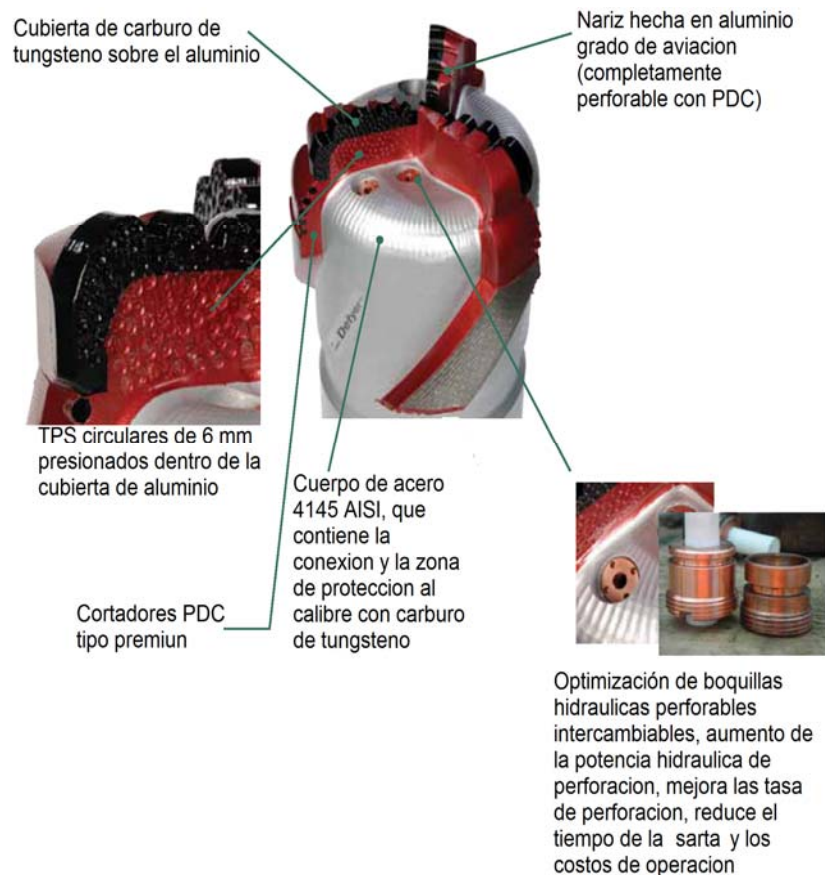 Cubierta de carburo de
tungsteno sobre el aluminio
Nariz hecha en aluminio
grado de aviacion
(completamente
perforable con PDC)
Defyer
TPS circulares de 6 mm
presionados dentro de la
cubierta de aluminio
Cuerpo de acero
4145 AISI, que
contiene la
conexion y la zona
de proteccion al
calibre con carburo
de tungsteno
Cortadores PDC
tipo premiun
Optimización de boquillas
hidraulicas perforables
intercambiables, aumento de
la potencia hidraulica de
perforacion, mejora las tasa
de perforacion, reduce el
tiempo de la sarta y los
costos de operacion